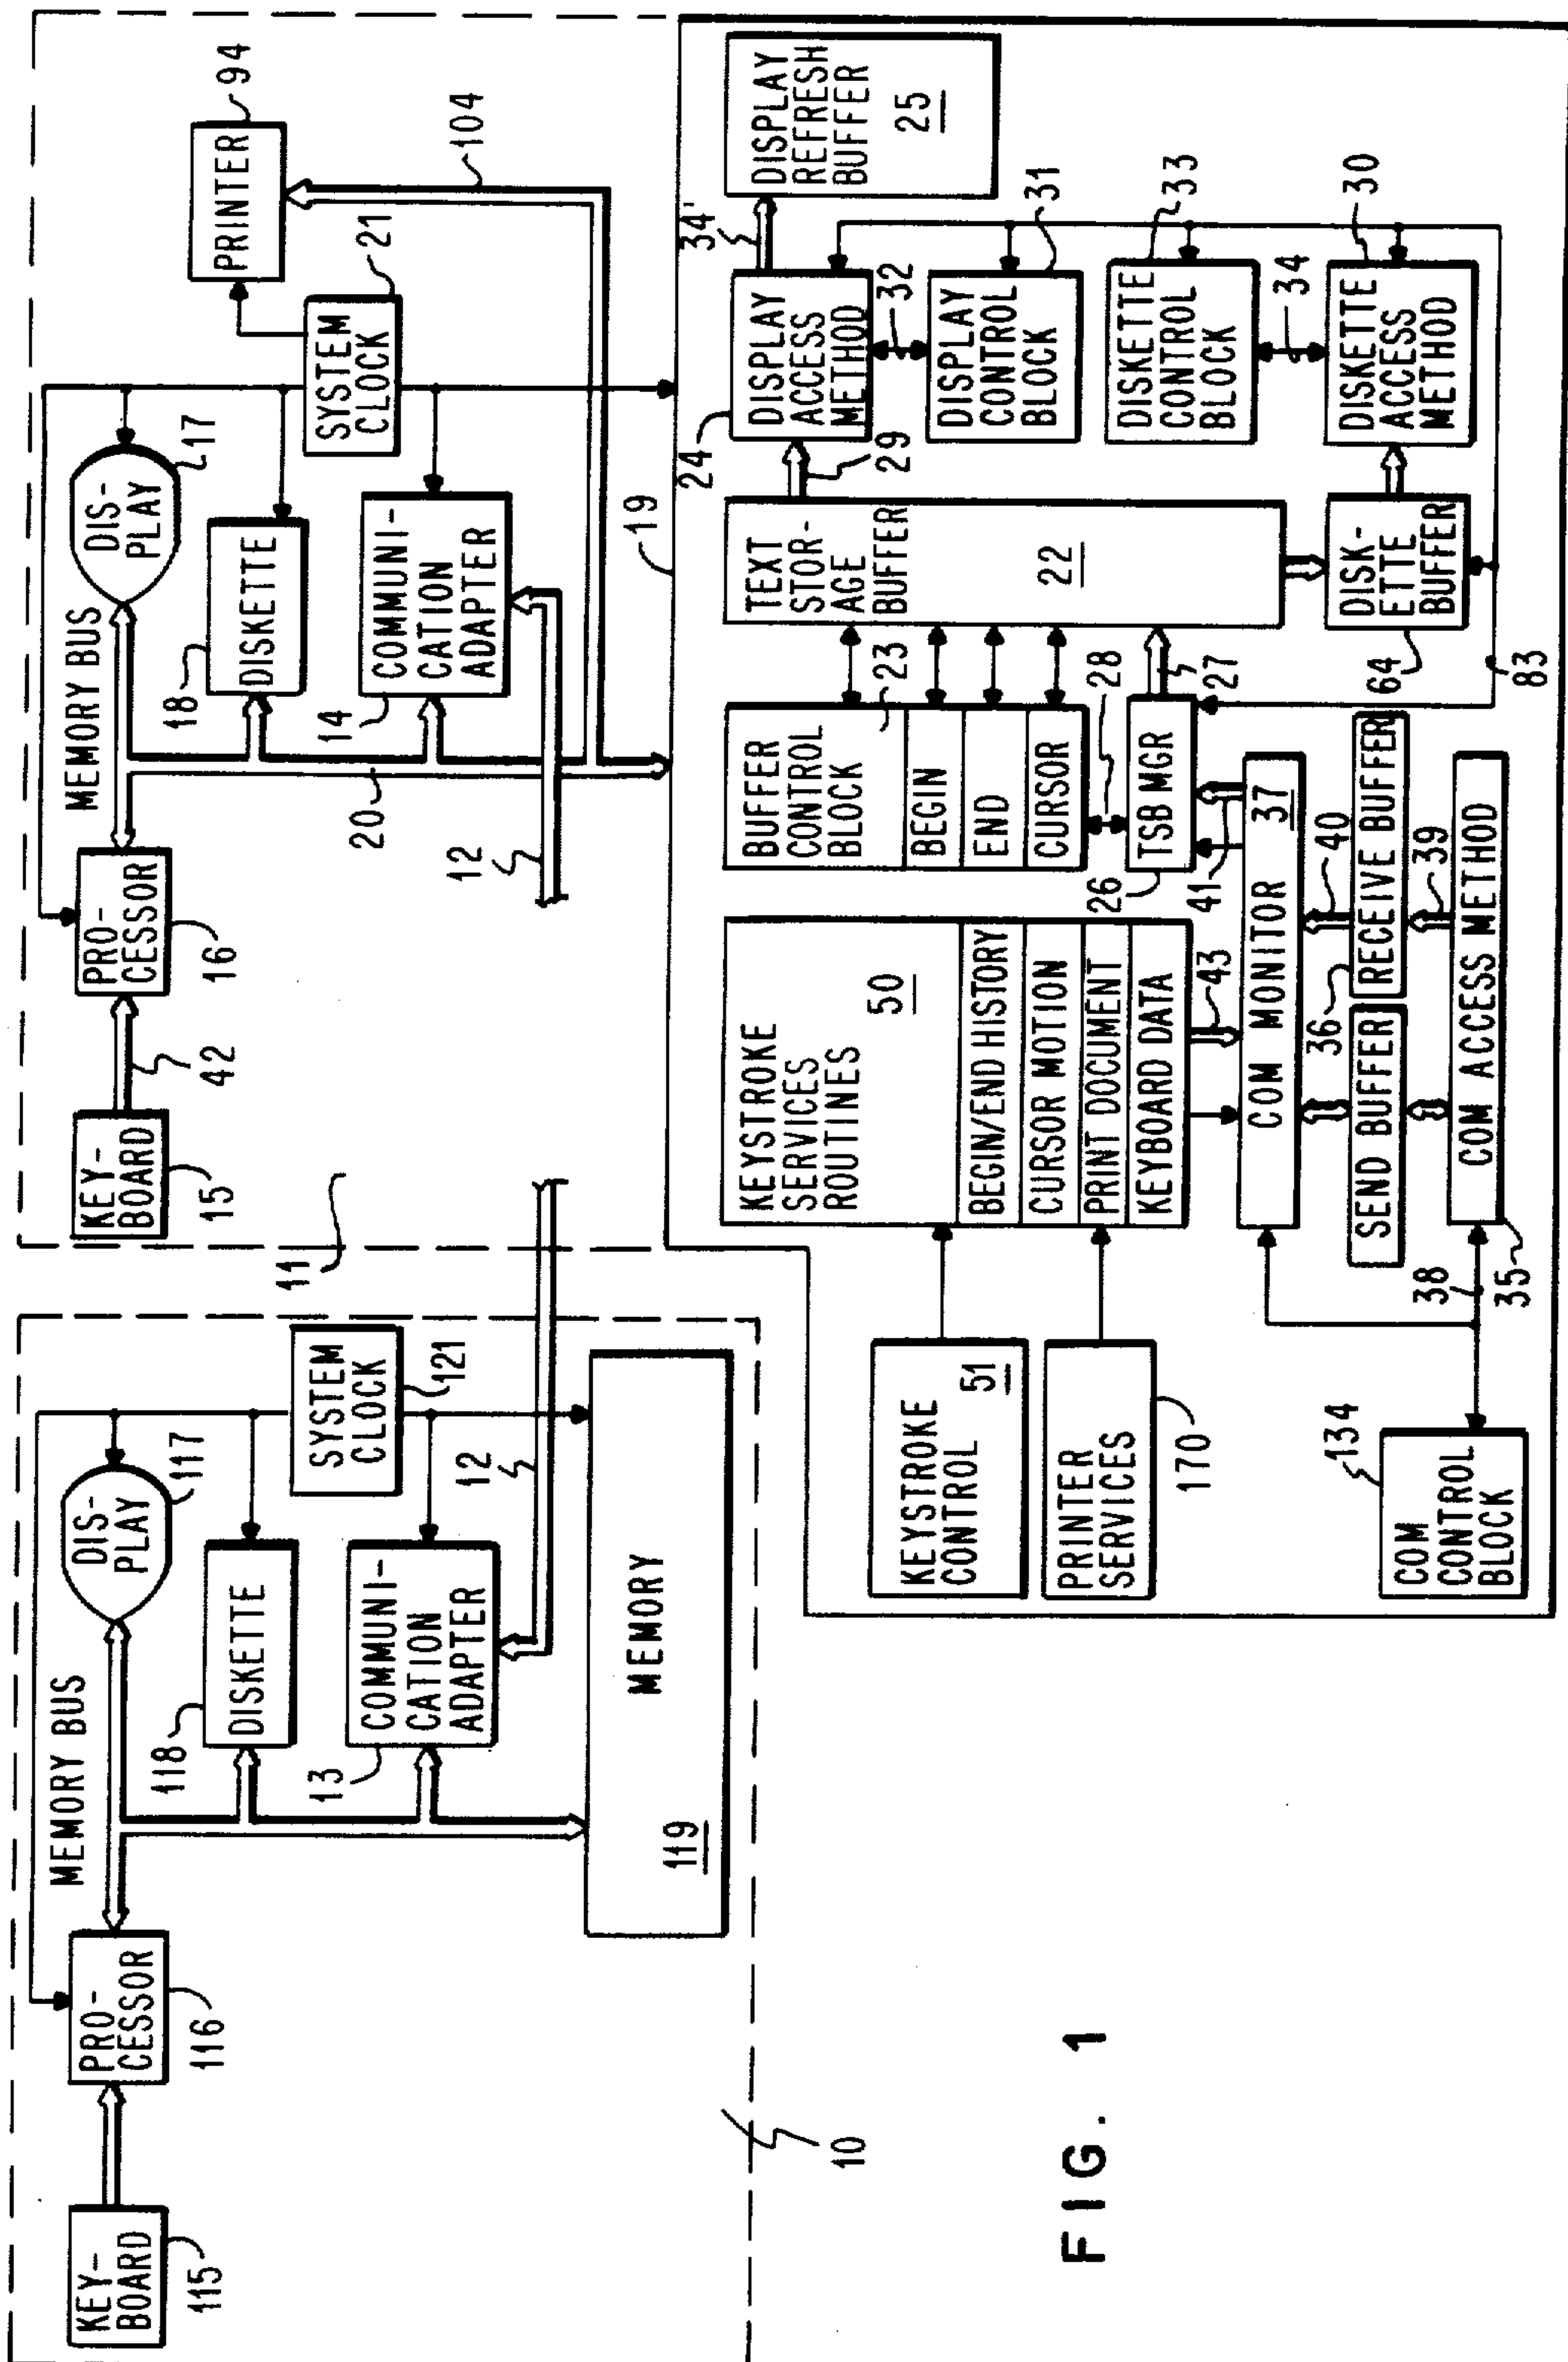 KEY-
BOARD
115
PRO-
CESSOR
116
MEMORY BUS
DIS-
PLAY
117
118
DISKETTE
SYSTEM
CLOCK
121
13
COMMUNI-
CATION
ADAPTER
12
119
MEMORY
10
11
KEY-
BOARD
15
42
PRO-
CESSOR
16
MEMORY BUS
DIS-
PLAY
17
18
DISKETTE
SYSTEM
CLOCK
21
PRINTER
94
104
14
COMMUNI-
CATION
ADAPTER
20
12
19
KEYSTROKE
CONTROL
51
PRINTER
SERVICES
170
COM
CONTROL
BLOCK
134
KEYSTROKE
SERVICES
ROUTINES
50
BEGIN/END HISTORY
CURSOR MOTION
PRINT DOCUMENT
KEYBOARD DATA
43
BUFFER
CONTROL
BLOCK
23
BEGIN
END
CURSOR
28
26
TSB MGR
27
41
COM MONITOR
37
36
40
SEND BUFFER
RECEIVE BUFFER
39
38
35
COM ACCESS METHOD
TEXT
STOR-
AGE
BUFFER
22
64
DISK-
ETTE
BUFFER
83
24
29
DISPLAY
ACCESS
METHOD
34'
DISPLAY
REFRESH
BUFFER
25
32
DISPLAY
CONTROL
BLOCK
31
DISKETTE
CONTROL
BLOCK
33
34
DISKETTE
ACCESS
METHOD
30
FIG. 1